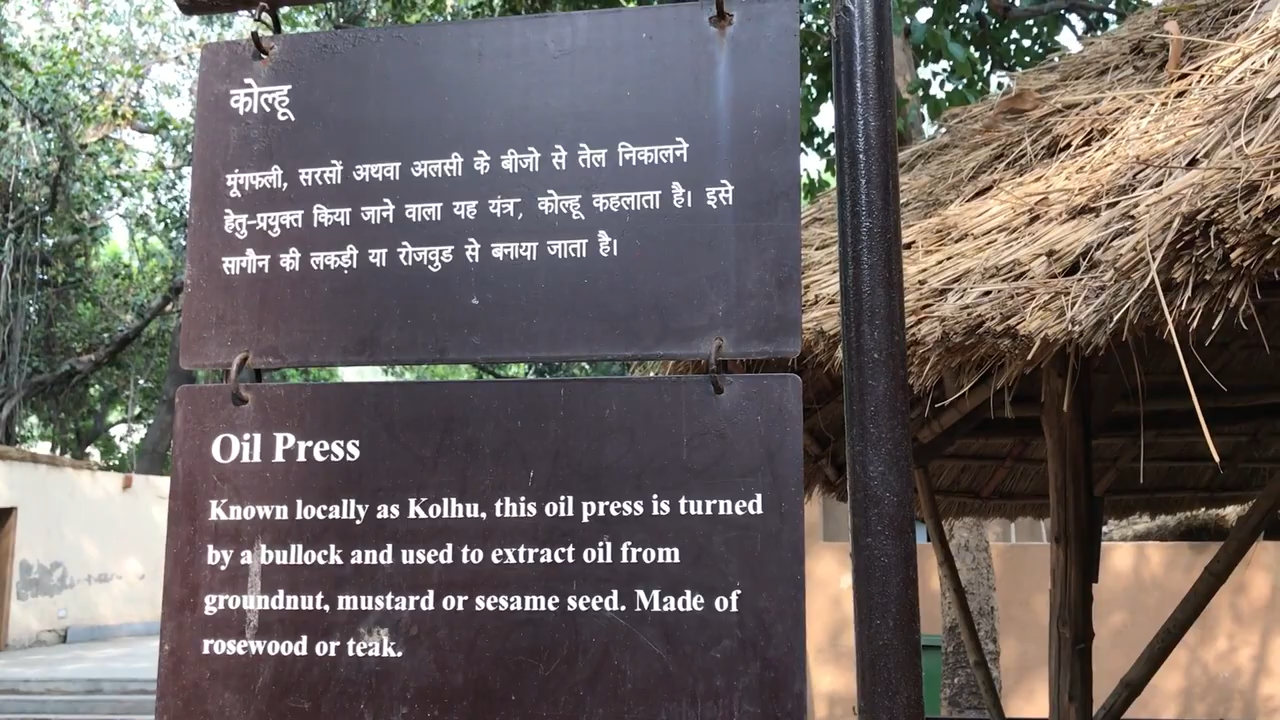 कोल्हू
मूंगफली, सरसों अथवा अलसी के बीजो से तेल निकालने
हेतु-प्रयुक्त किया जाने वाला यह यंत्र, कोल्हू कहलाता है। इसे
सागौन की लकड़ी या रोजवुड से बनाया जाता है।
Oil Press
Known locally as Kolhu, this oil press is turned
by a bullock and used to extract oil from
groundnut, mustard or sesame seed. Made of
rosewood or teak.